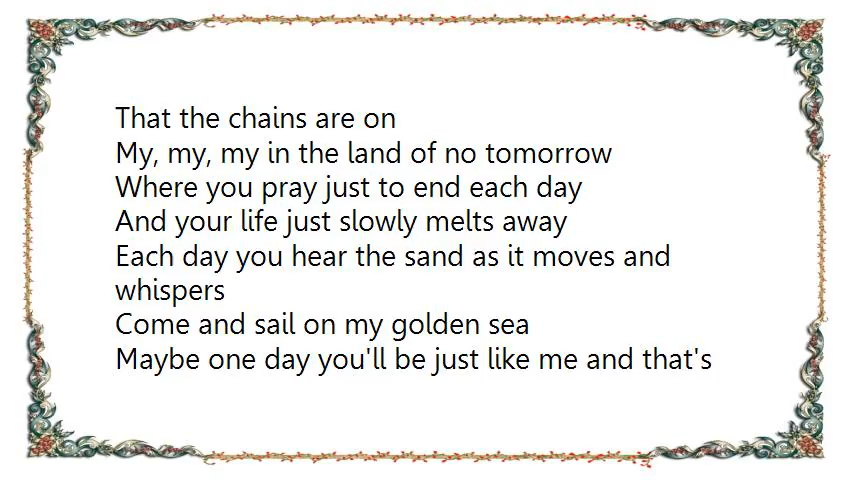 That the chains are on
My, my, my in the land of no tomorrow
Where you pray just to end each day
And your life just slowly melts away
Each day you hear the sand as it moves and
whispers
Come and sail on my golden sea
Maybe one day you'll be just like me and that's